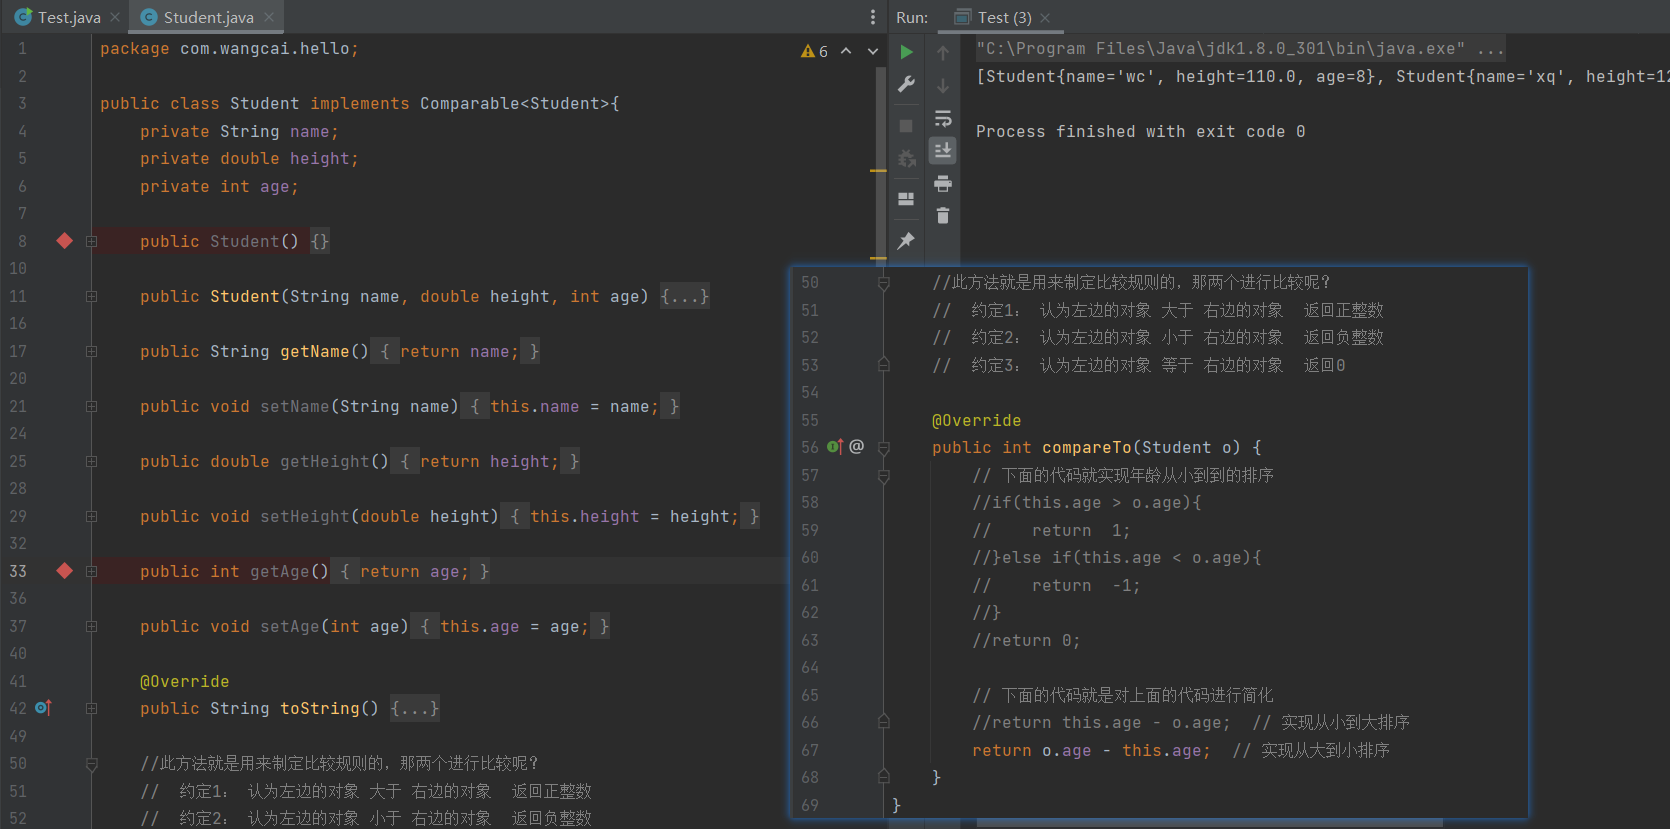 Test.java
Student.java
1 package com.wangcai.hello;
2
3 public class Student implements Comparable<Student>{
4 private String name;
5 private double height;
6 private int age;
7
8 public Student() {}
10
11 public Student(String name, double height, int age) {...}
16
17 public String getName() { return name; }
20
21 public void setName(String name) { this.name = name; }
24
25 public double getHeight() { return height; }
28
29 public void setHeight(double height) { this.height = height; }
32
33 public int getAge() { return age; }
36
37 public void setAge(int age) { this.age = age; }
40
41 @Override
42 public String toString() {...}
49
50 //此方法就是用来制定比较规则的，那两个进行比较呢？
51 // 约定1： 认为左边的对象 大于 右边的对象 返回正整数
52 // 约定2： 认为左边的对象 小于 右边的对象 返回负整数
6
Run: Test (3)
"C:\Program Files\Java\jdk1.8.0_301\bin\java.exe" ...
[Student{name='wc', height=110.0, age=8}, Student{name='xq', height=12
Process finished with exit code 0
50 //此方法就是用来制定比较规则的，那两个进行比较呢？
51 // 约定1： 认为左边的对象 大于 右边的对象 返回正整数
52 // 约定2： 认为左边的对象 小于 右边的对象 返回负整数
53 // 约定3： 认为左边的对象 等于 右边的对象 返回0
54
55 @Override
56 @ public int compareTo(Student o) {
57 // 下面的代码就实现年龄从小到到的排序
58 //if(this.age > o.age){
59 // return 1;
60 //}else if(this.age < o.age){
61 // return -1;
62 //}
63 //return 0;
64
65 // 下面的代码就是对上面的代码进行简化
66 //return this.age - o.age; // 实现从小到大排序
67 return o.age - this.age; // 实现从大到小排序
68 }
69 }